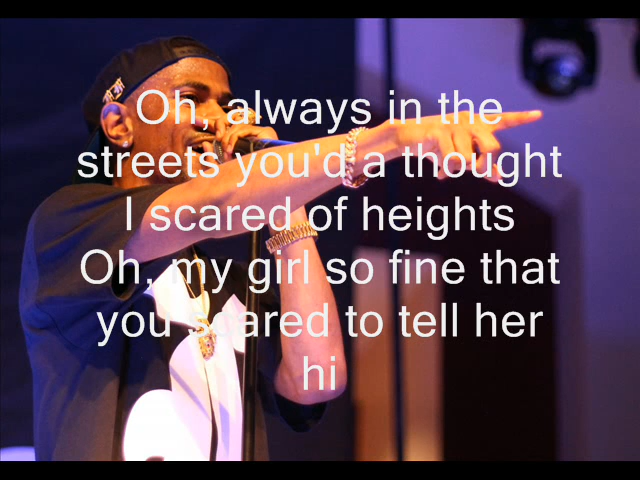 Oh, always in the
streets you'd a thought
I scared of heights
Oh, my girl so fine that
you scared to tell her
hi